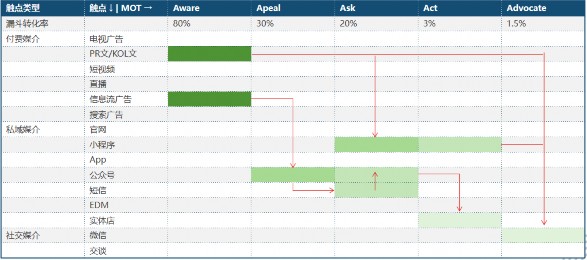 触点类型 触点↓| MOT → Aware Apeal Ask Act Advocate
漏斗转化率 80% 30% 20% 3% 1.5%
付费媒介 电视广告
PR文/KOL文
短视频
直播
信息流广告
搜索广告
私域媒介 官网
小程序
App
公众号
短信
EDM
实体店
社交媒介 微信
交谈